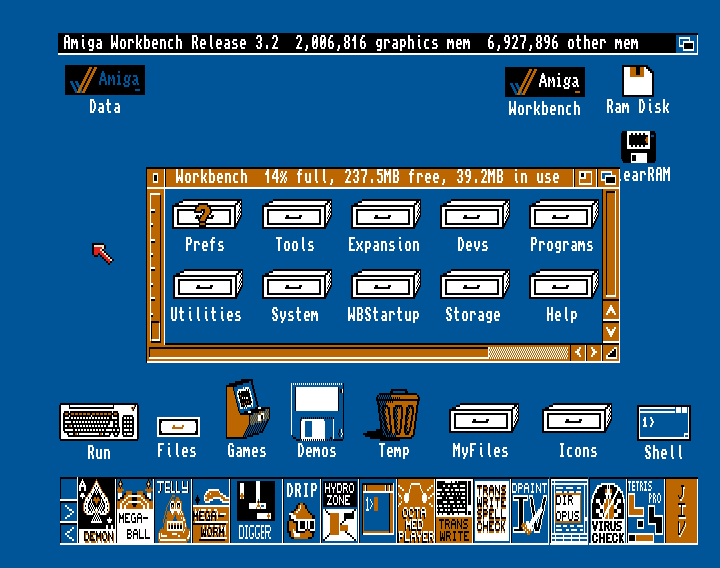 Amiga Workbench Release 3.2  2,006,816 graphics mem  6,927,896 other mem
Amiga
Data
Amiga
Workbench
Ram Disk
earRAM
Workbench  14% full, 237.5MB free, 39.2MB in use
Prefs
Tools
Expansion
Devs
Programs
Utilities
System
WBStartup
Storage
Help
Run
Files
Games
Demos
Temp
MyFiles
Icons
1>
Shell
A
DEMON
MEGA-
BALL
JELLY
MEGA-
WORM
DIGGER
DRIP
HYDRO
ZONE
1>
OCTA
MED
PLAYER
TRANS
WRITE
TRANS
WRITE
SPELL
CHECK
DPAINT
IV
DIR
OPUS
VIRUS
CHECK
TETRIS
PRO